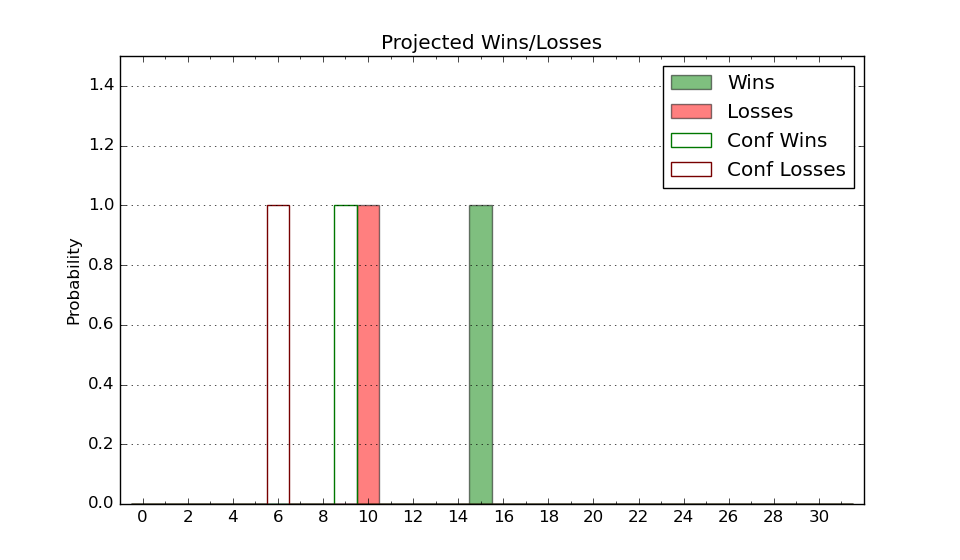 Projected Wins/Losses
1.4
1.2
1.0
0.8
0.6
0.4
0.2
0.0
Probability
Wins
Losses
Conf Wins
Conf Losses
0 2 4 6 8 10 12 14 16 18 20 22 24 26 28 30